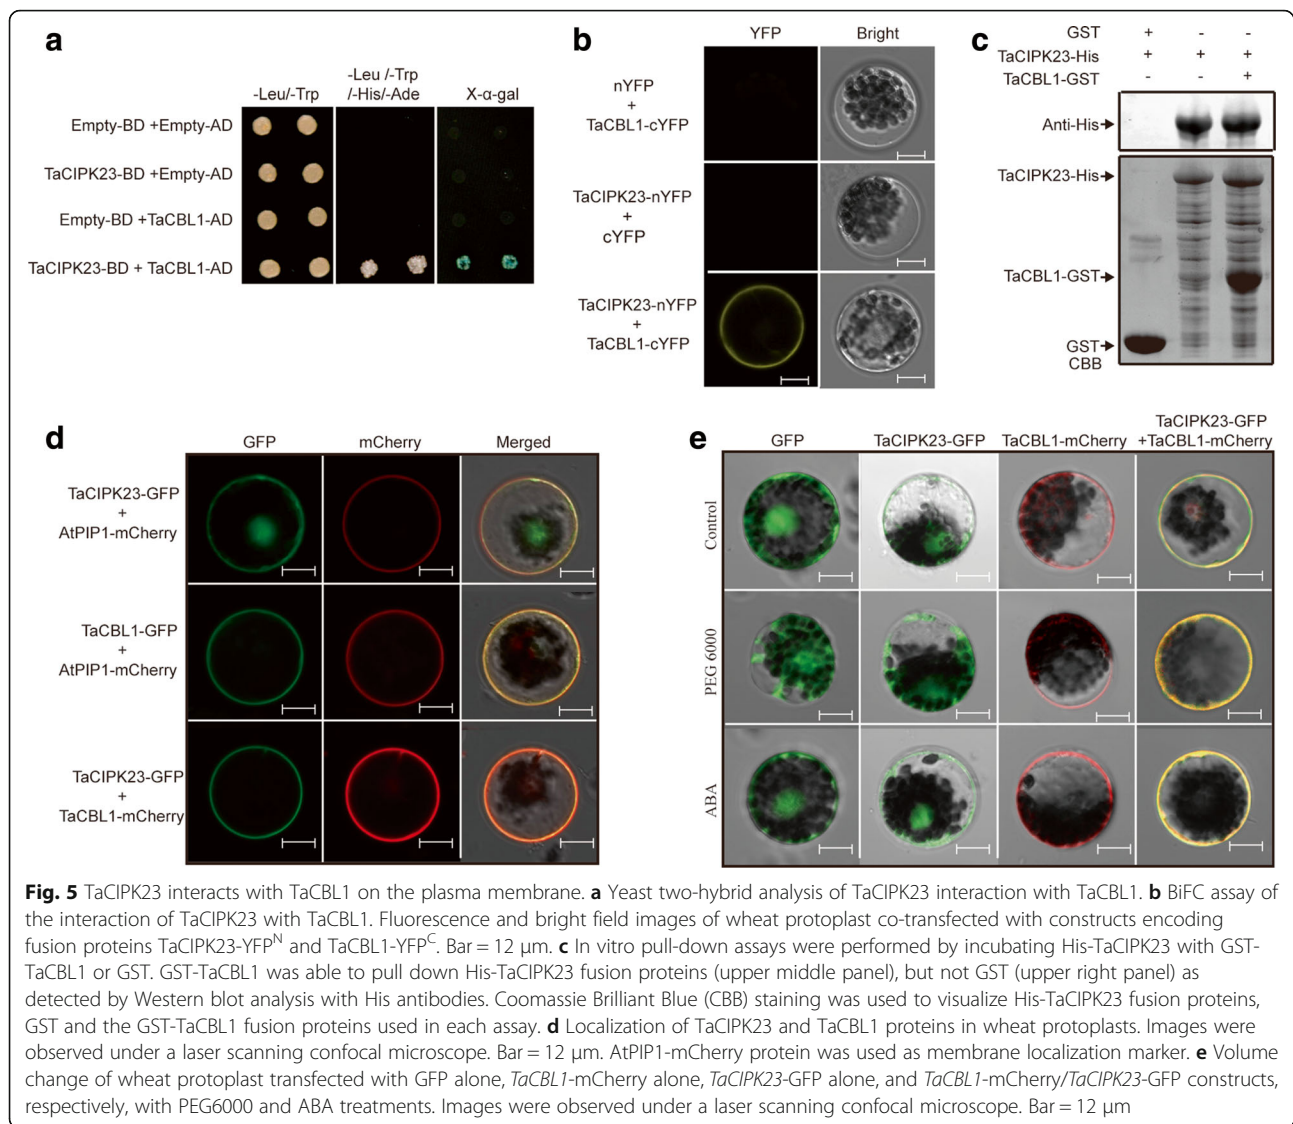 a
-Leu/-Trp
-Leu /-Trp
/-His/-Ade
X-α-gal
Empty-BD +Empty-AD
TaCIPK23-BD +Empty-AD
Empty-BD +TaCBL1-AD
TaCIPK23-BD + TaCBL1-AD
b
YFP
Bright
nYFP
+
TaCBL1-cYFP
TaCIPK23-nYFP
+
cYFP
TaCIPK23-nYFP
+
TaCBL1-cYFP
c
GST + - -
TaCIPK23-His + + +
TaCBL1-GST - - +
Anti-His
TaCIPK23-His
TaCBL1-GST
GST
CBB
d
GFP
mCherry
Merged
TaCIPK23-GFP
+
AtPIP1-mCherry
TaCBL1-GFP
+
AtPIP1-mCherry
TaCIPK23-GFP
+
TaCBL1-mCherry
e
GFP
TaCIPK23-GFP
TaCBL1-mCherry
TaCIPK23-GFP
+TaCBL1-mCherry
Control
PEG 6000
ABA
Fig. 5 TaCIPK23 interacts with TaCBL1 on the plasma membrane. a Yeast two-hybrid analysis of TaCIPK23 interaction with TaCBL1. b BiFC assay of
the interaction of TaCIPK23 with TaCBL1. Fluorescence and bright field images of wheat protoplast co-transfected with constructs encoding
fusion proteins TaCIPK23-YFP^N and TaCBL1-YFP^C. Bar = 12 μm. c In vitro pull-down assays were performed by incubating His-TaCIPK23 with GST-
TaCBL1 or GST. GST-TaCBL1 was able to pull down His-TaCIPK23 fusion proteins (upper middle panel), but not GST (upper right panel) as
detected by Western blot analysis with His antibodies. Coomassie Brilliant Blue (CBB) staining was used to visualize His-TaCIPK23 fusion proteins,
GST and the GST-TaCBL1 fusion proteins used in each assay. d Localization of TaCIPK23 and TaCBL1 proteins in wheat protoplasts. Images were
observed under a laser scanning confocal microscope. Bar = 12 μm. AtPIP1-mCherry protein was used as membrane localization marker. e Volume
change of wheat protoplast transfected with GFP alone, TaCBL1-mCherry alone, TaCIPK23-GFP alone, and TaCBL1-mCherry/TaCIPK23-GFP constructs,
respectively, with PEG6000 and ABA treatments. Images were observed under a laser scanning confocal microscope. Bar = 12 μm